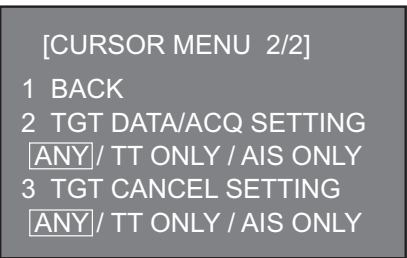 [CURSOR MENU 2/2]
1 BACK
2 TGT DATA/ACQ SETTING
ANY / TT ONLY / AIS ONLY
3 TGT CANCEL SETTING
ANY / TT ONLY / AIS ONLY